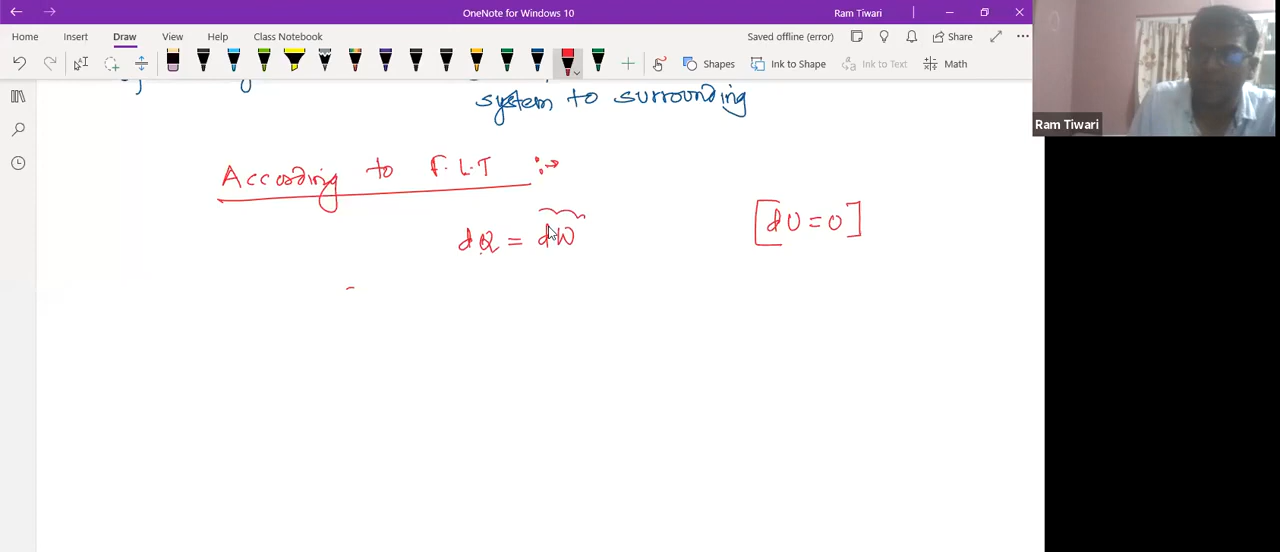 OneNote for Windows 10
Ram Tiwari
Home Insert Draw View Help Class Notebook
Saved offline (error)
Share
Shapes
Ink to Shape
Ink to Text
Math
system to surrounding
Ram Tiwari
According to F.L.T :→
dQ = dW
[dU = 0]